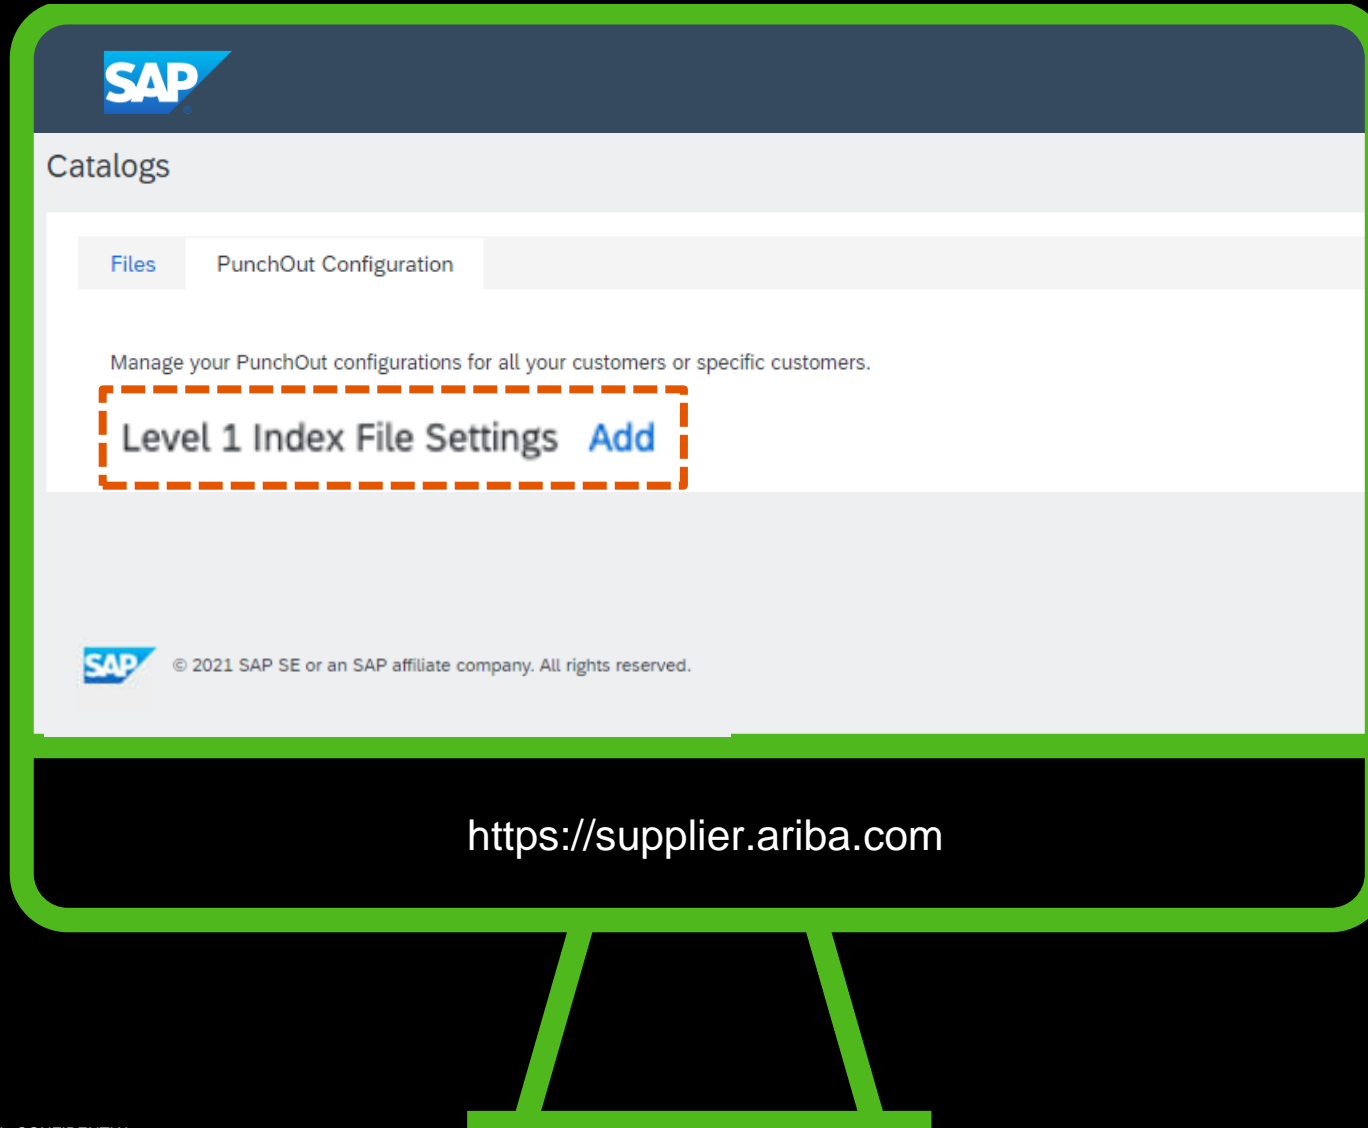 SAP
Catalogs
Files PunchOut Configuration
Manage your PunchOut configurations for all your customers or specific customers.
Level 1 Index File Settings Add
SAP © 2021 SAP SE or an SAP affiliate company. All rights reserved.
https://supplier.ariba.com